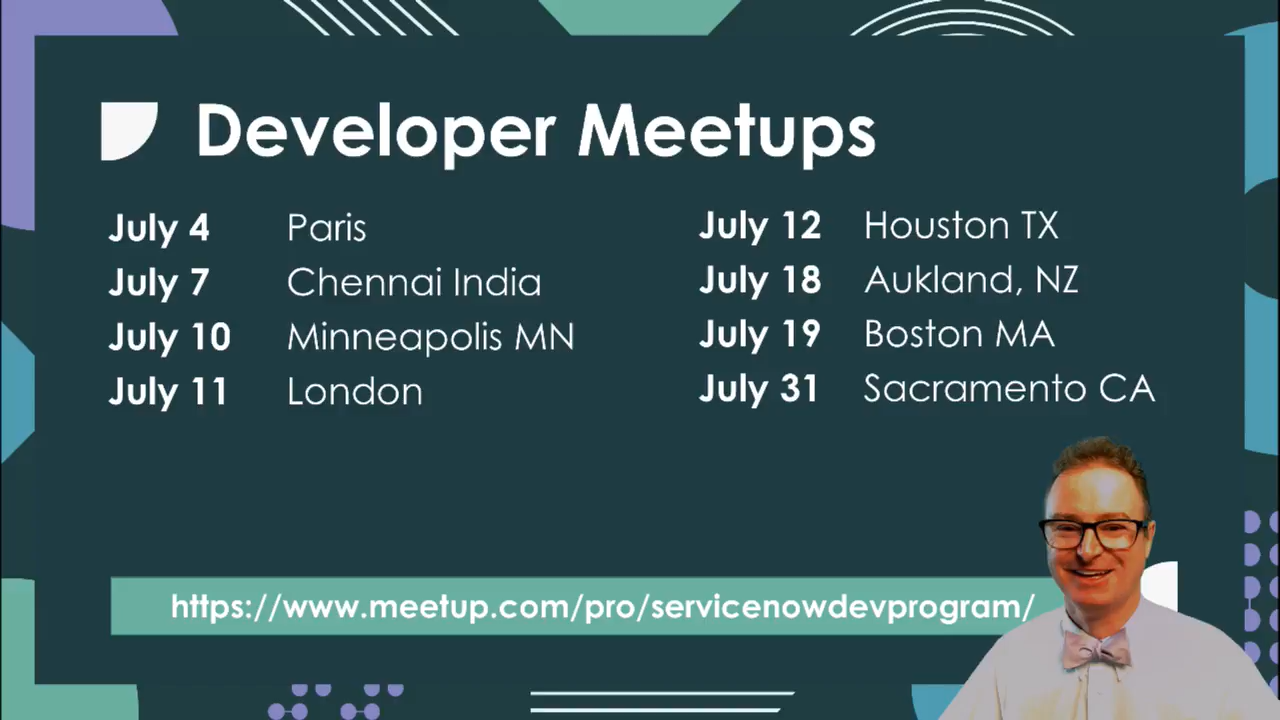 Developer Meetups
July 4 Paris
July 7 Chennai India
July 10 Minneapolis MN
July 11 London
July 12 Houston TX
July 18 Aukland, NZ
July 19 Boston MA
July 31 Sacramento CA
https://www.meetup.com/pro/servicenowdevprogram/